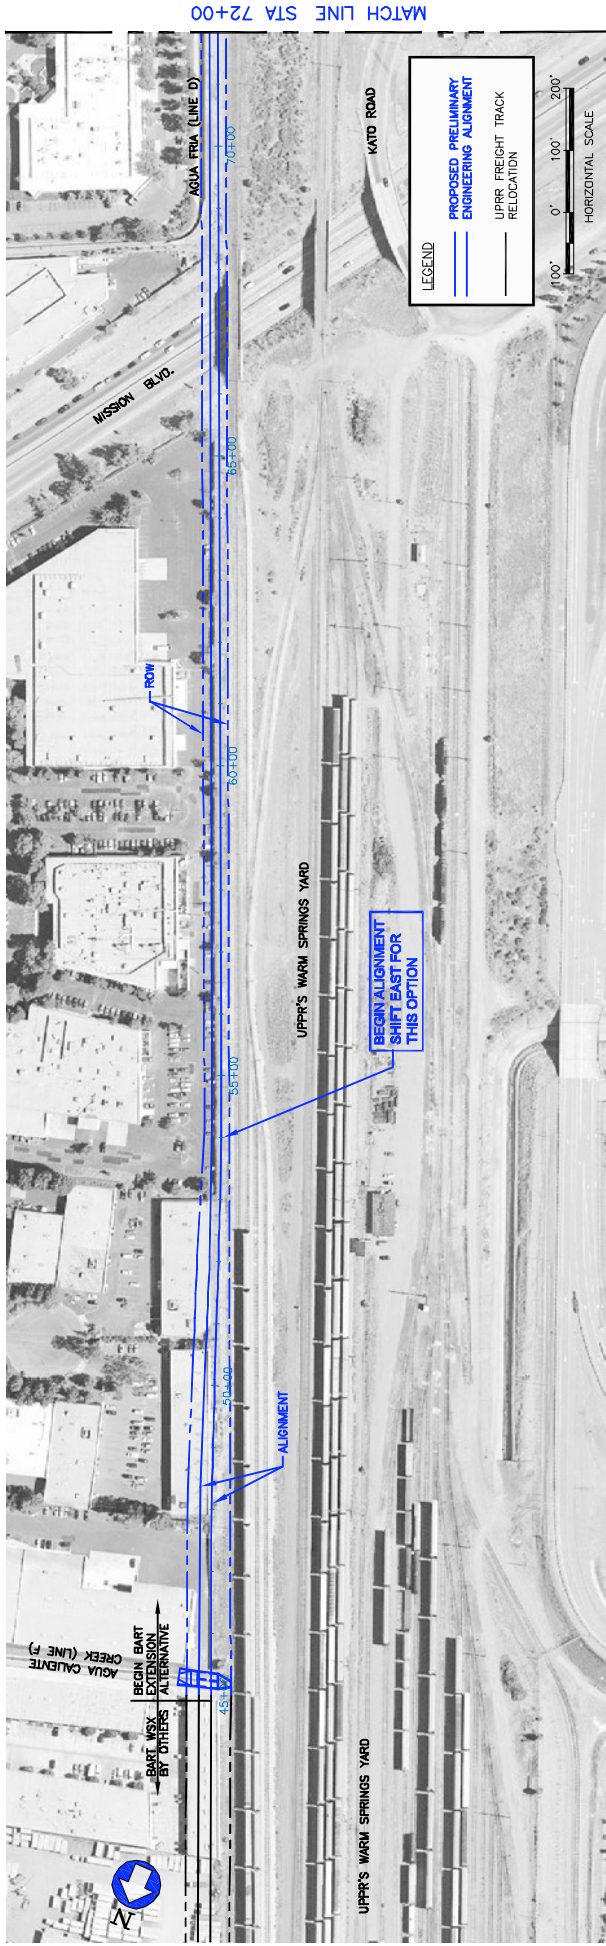 MATCH LINE STA 72+00
AGUA FRIA (LINE D)
70+00
KATO ROAD
LEGEND
PROPOSED PRELIMINARY
ENGINEERING ALIGNMENT
UPRR FREIGHT TRACK
RELOCATION
100'
0'
100'
200'
HORIZONTAL SCALE
MISSION BLVD.
65+00
ROW
60+00
UPPR'S WARM SPRINGS YARD
BEGIN ALIGNMENT
SHIFT EAST FOR
THIS OPTION
55+00
50+00
ALIGNMENT
AGUA CALIENTE
CREEK (LINE F)
BEGIN BART
EXTENSION
ALTERNATIVE
BART WSX
BY OTHERS
UPPR'S WARM SPRINGS YARD
N